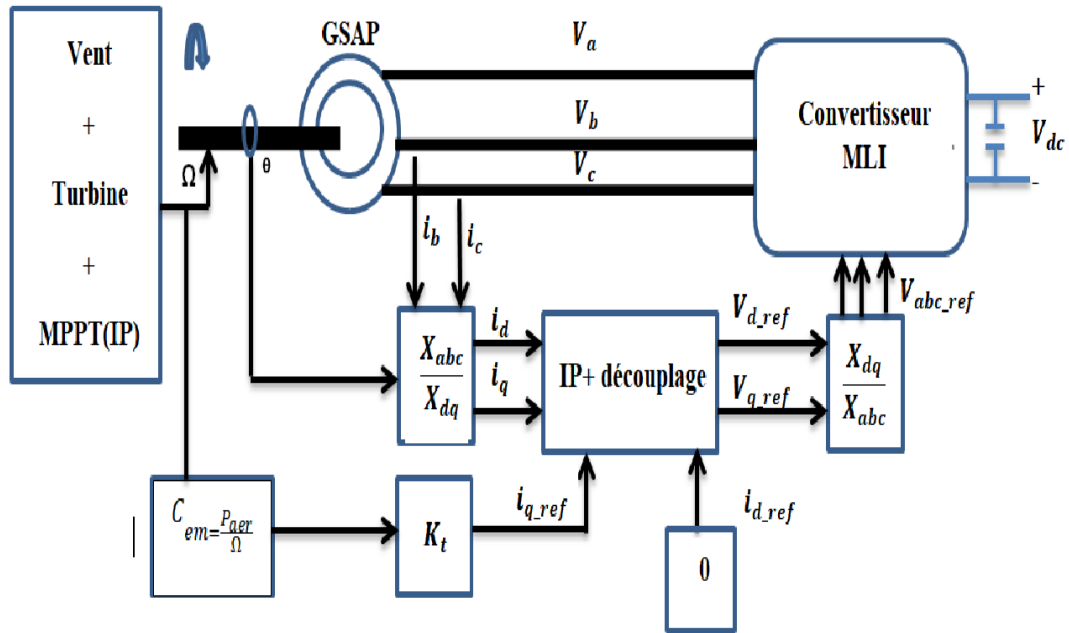 Vent
+
Turbine
+
MPPT(IP)
Ω
θ
GSAP
V_a
V_b
V_c
Convertisseur
MLI
+
V_dc
-
i_b
i_c
X_abc
X_dq
i_d
i_q
IP+ découplage
V_d_ref
V_q_ref
V_abc_ref
X_dq
X_abc
C_em=P_aer/Ω
K_t
i_q_ref
i_d_ref
0